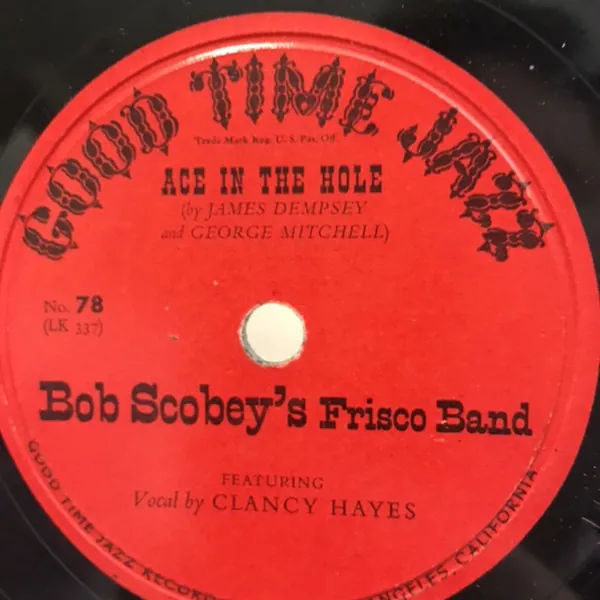 GOOD TIME JAZZ
Trade Mark Reg. U. S. Pat. Off.
ACE IN THE HOLE
(by JAMES DEMPSEY
and GEORGE MITCHELL)
No. 78
(LK 337)
Bob Scobey's Frisco Band
FEATURING
Vocal by CLANCY HAYES
GOOD TIME JAZZ RECORD
ANGELES, CALIFORNIA